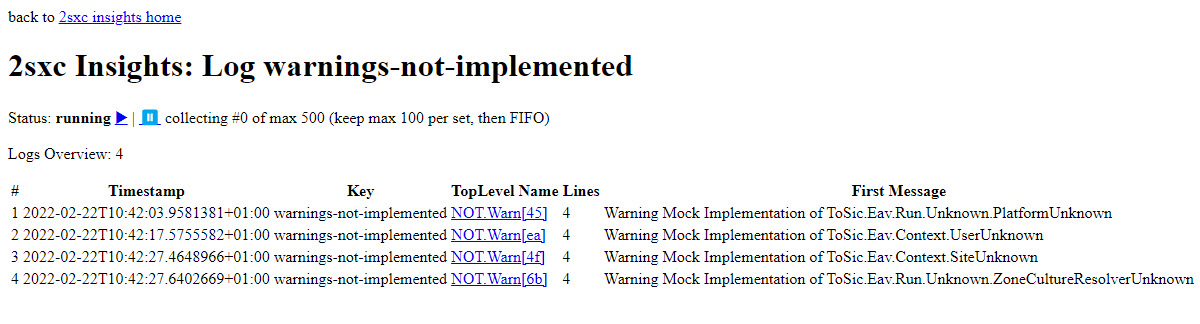 back to 2sxc insights home
2sxc Insights: Log warnings-not-implemented
Status: running ▶ | ⏸ collecting #0 of max 500 (keep max 100 per set, then FIFO)
Logs Overview: 4
# Timestamp Key TopLevel Name Lines First Message
1 2022-02-22T10:42:03.9581381+01:00 warnings-not-implemented NOT.Warn[45] 4 Warning Mock Implementation of ToSic.Eav.Run.Unknown.PlatformUnknown
2 2022-02-22T10:42:17.5755582+01:00 warnings-not-implemented NOT.Warn[ea] 4 Warning Mock Implementation of ToSic.Eav.Context.UserUnknown
3 2022-02-22T10:42:27.4648966+01:00 warnings-not-implemented NOT.Warn[4f] 4 Warning Mock Implementation of ToSic.Eav.Context.SiteUnknown
4 2022-02-22T10:42:27.6402669+01:00 warnings-not-implemented NOT.Warn[6b] 4 Warning Mock Implementation of ToSic.Eav.Run.Unknown.ZoneCultureResolverUnknown